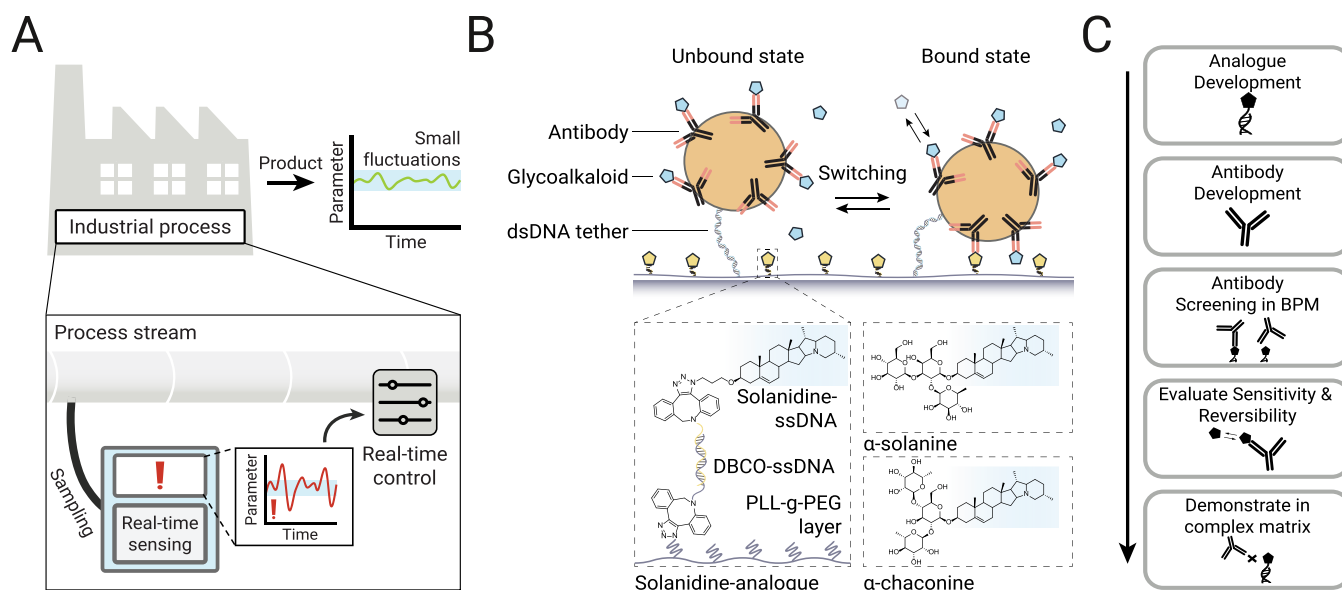 A
Product
Small
fluctuations
Parameter
Time
Industrial process
Process stream
Sampling
!
Real-time
sensing
Parameter
!
Time
Real-time
control
B
Unbound state
Bound state
Antibody
Glycoalkaloid
dsDNA tether
Switching
Solanidine-
ssDNA
DBCO-ssDNA
PLL-g-PEG
layer
Solanidine-analogue
α-solanine
α-chaconine
C
Analogue
Development
Antibody
Development
Antibody
Screening in BPM
Evaluate Sensitivity &
Reversibility
Demonstrate in
complex matrix